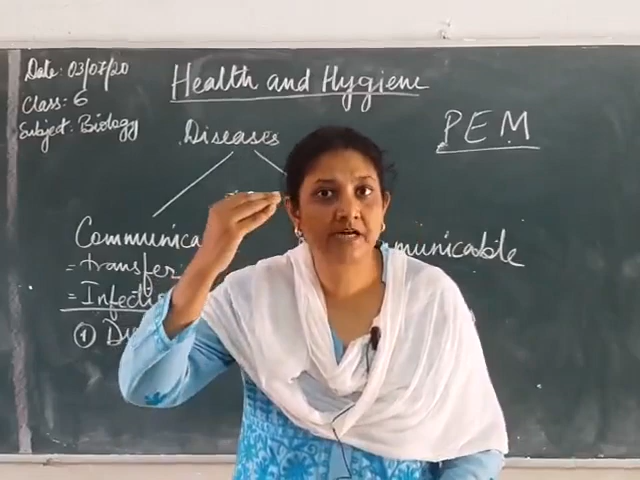 Date: 03/07/20
Class: 6
Subject: Biology
Health and Hygiene
Diseases
PEM
Communica
municable
=transfer
=Infecti
① D